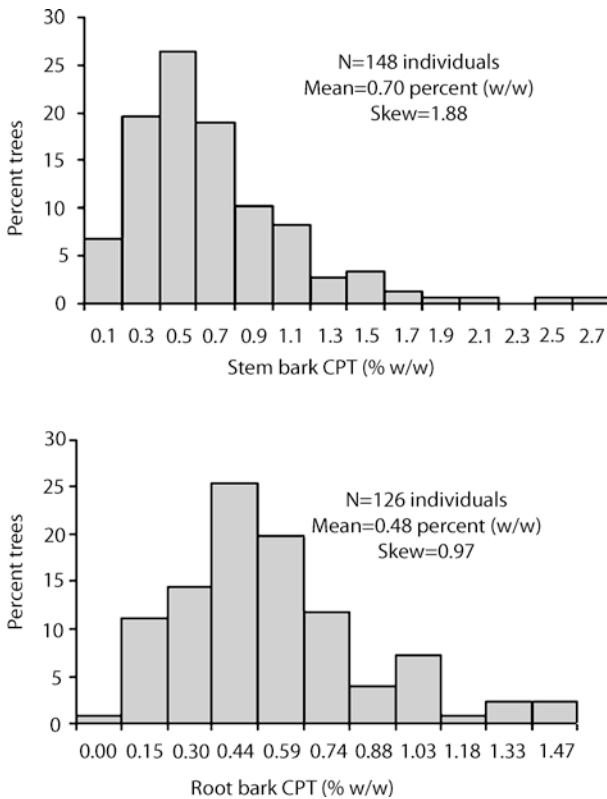 30
25
20
15
10
5
0
Percent trees
N=148 individuals
Mean=0.70 percent (w/w)
Skew=1.88
0.1 0.3 0.5 0.7 0.9 1.1 1.3 1.5 1.7 1.9 2.1 2.3 2.5 2.7
Stem bark CPT (% w/w)
30
25
20
15
10
5
0
Percent trees
N=126 individuals
Mean=0.48 percent (w/w)
Skew=0.97
0.00 0.15 0.30 0.44 0.59 0.74 0.88 1.03 1.18 1.33 1.47
Root bark CPT (% w/w)